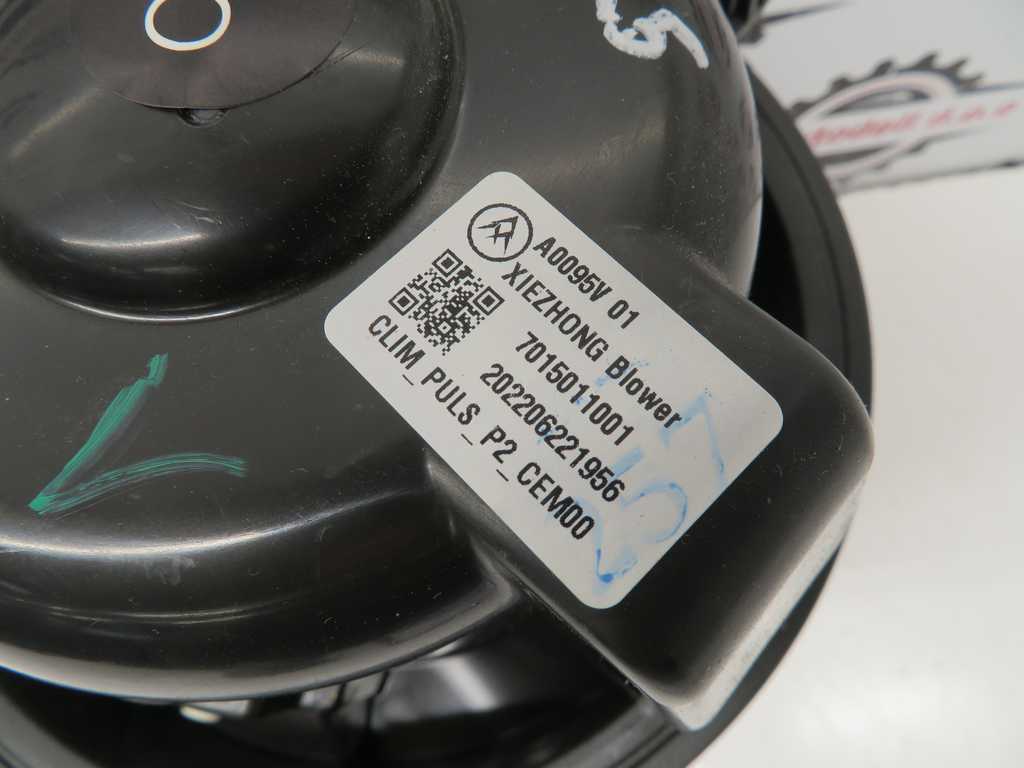 A0095V 01
XIEZHONG Blower
7015011001
202206221956
CLIM_PULS_P2_CEM00